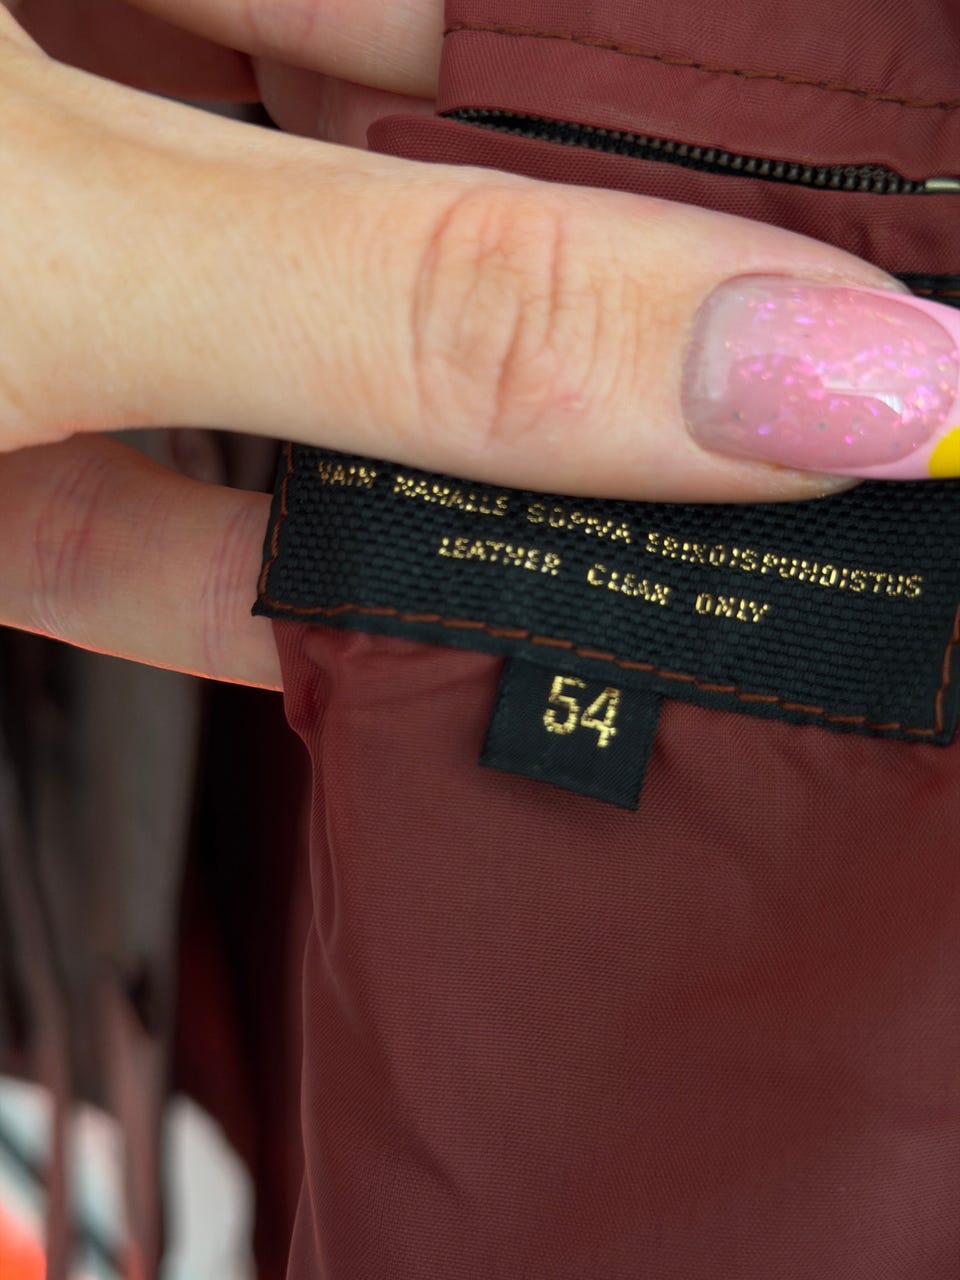 VAIN NAHALLE SOPIVA ERIKOISPUHDISTUS
LEATHER CLEAN ONLY
54